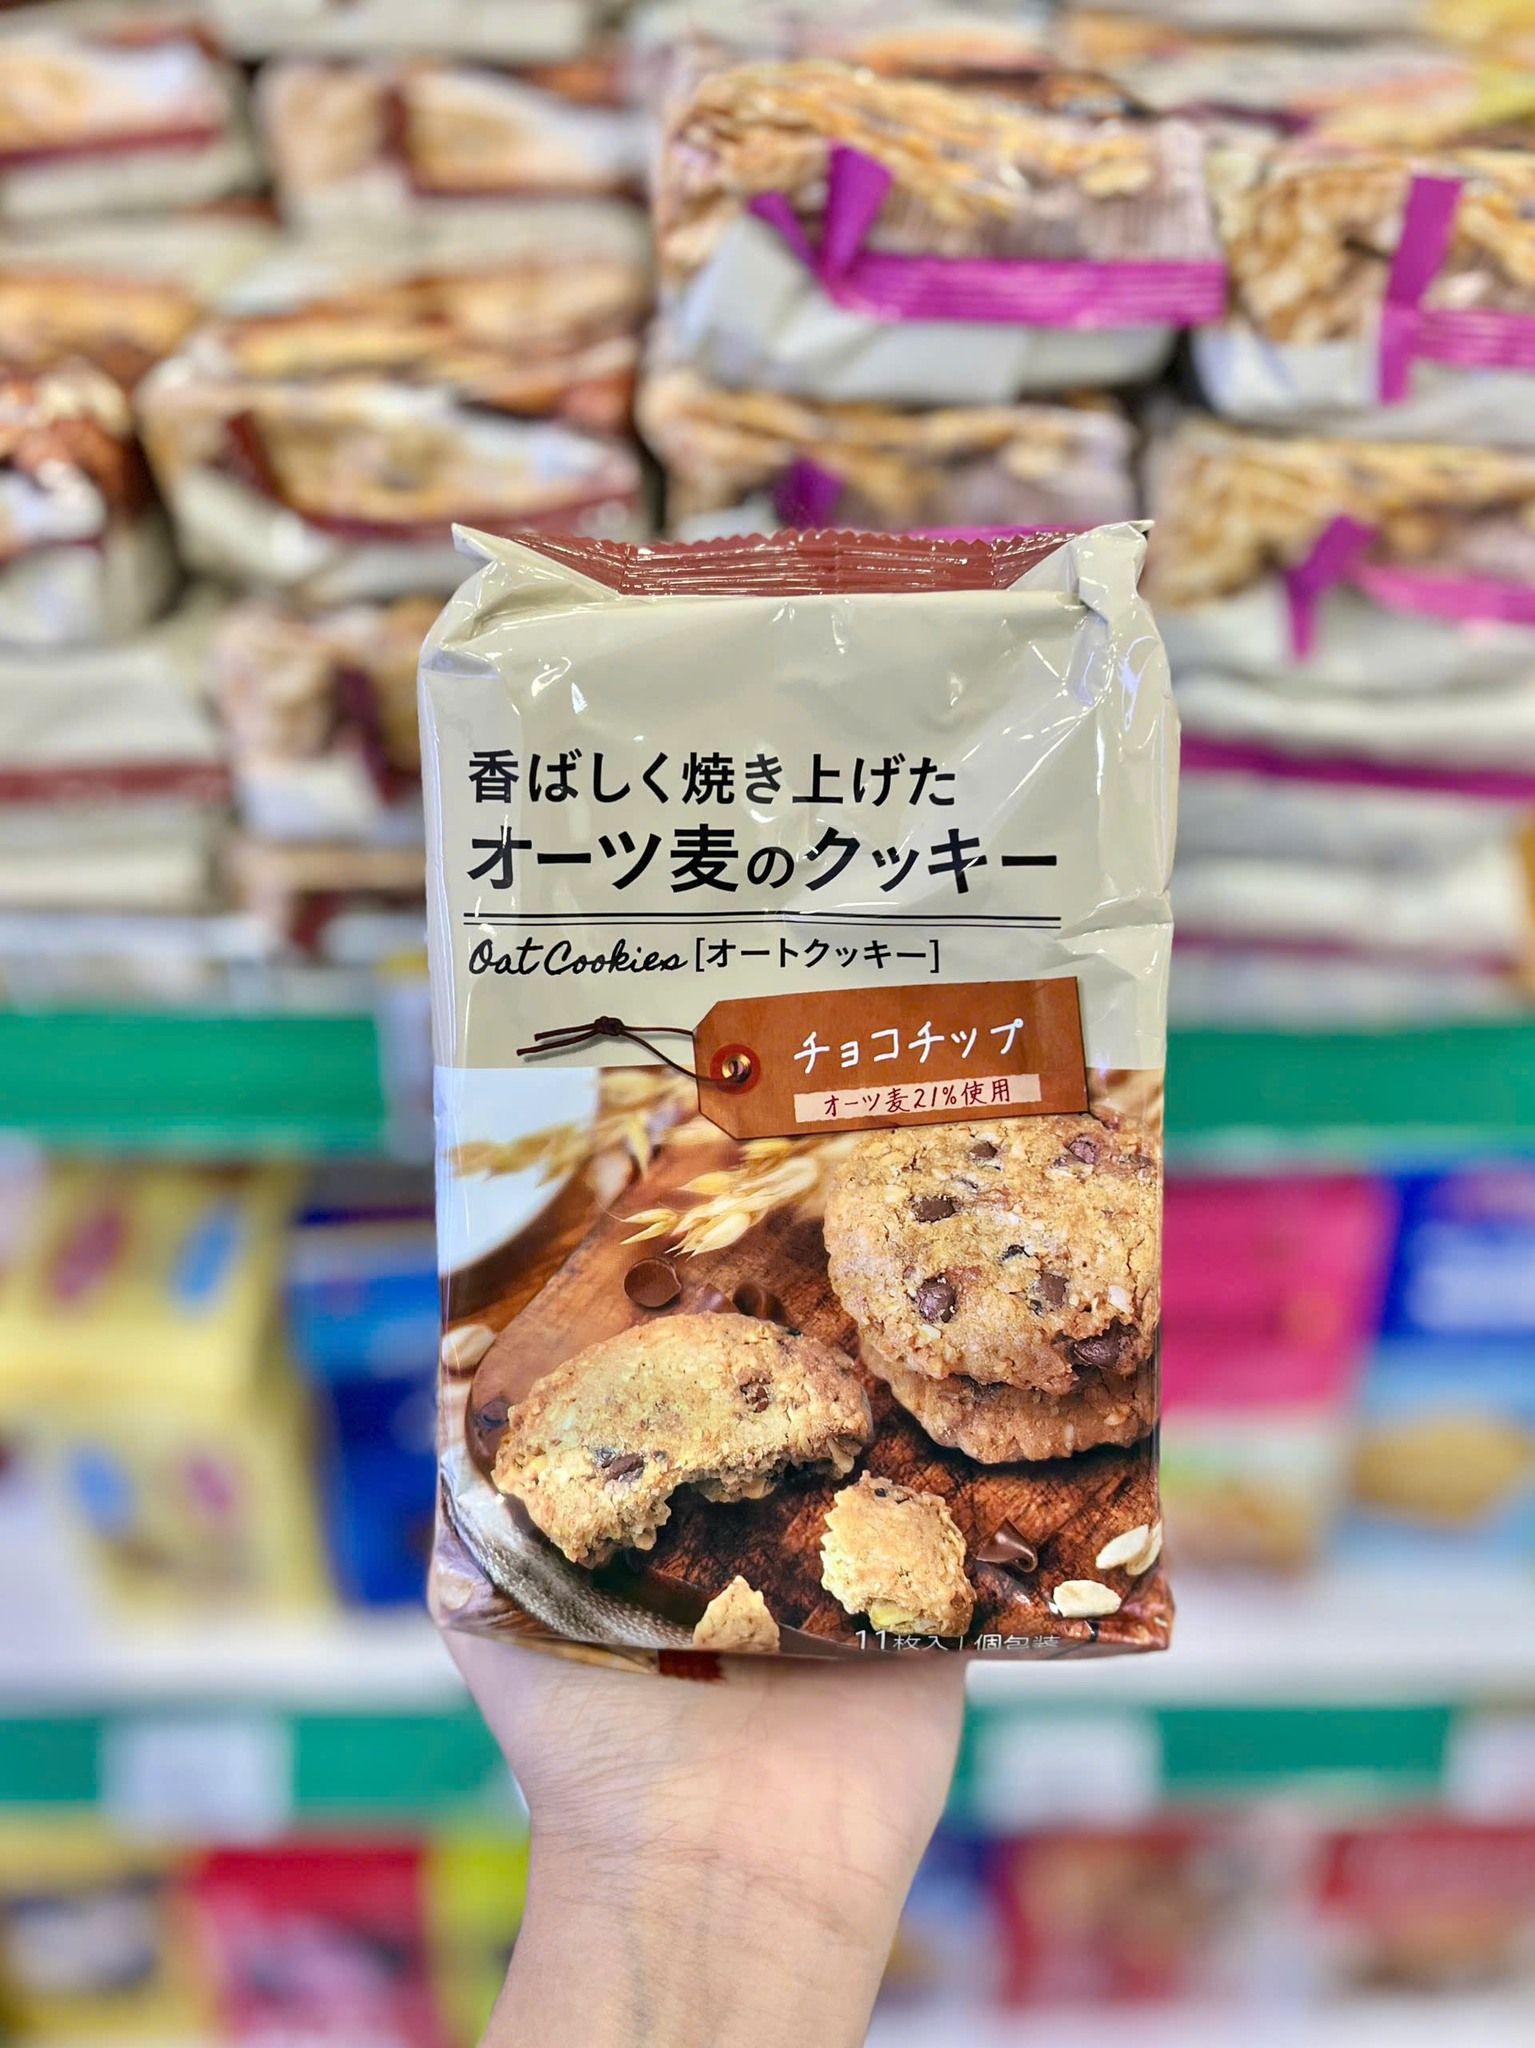 香ばしく焼き上げた
オーツ麦のクッキー
Oat Cookies [オートクッキー]
チョコチップ
オーツ麦21%使用
11枚入 | 個包装